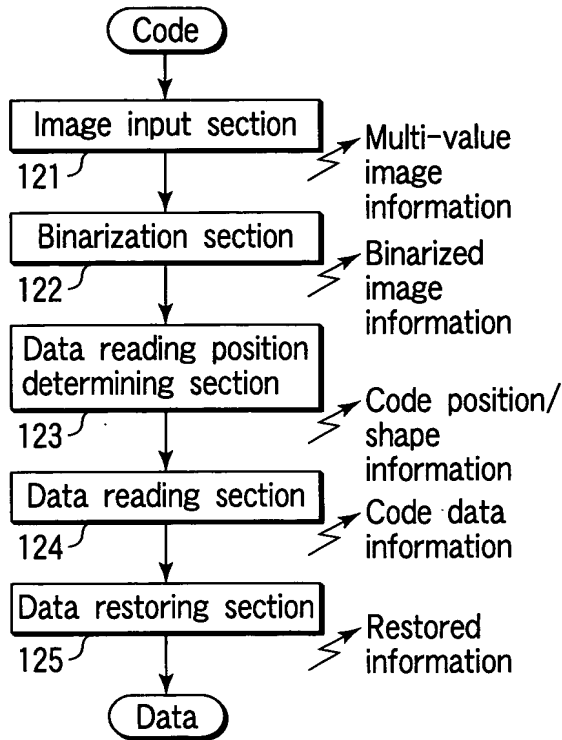 Code
Image input section
121
Multi-value
image
information
Binarization section
122
Binarized
image
information
Data reading position
determining section
123
Code position/
shape
information
Data reading section
124
Code data
information
Data restoring section
125
Restored
information
Data